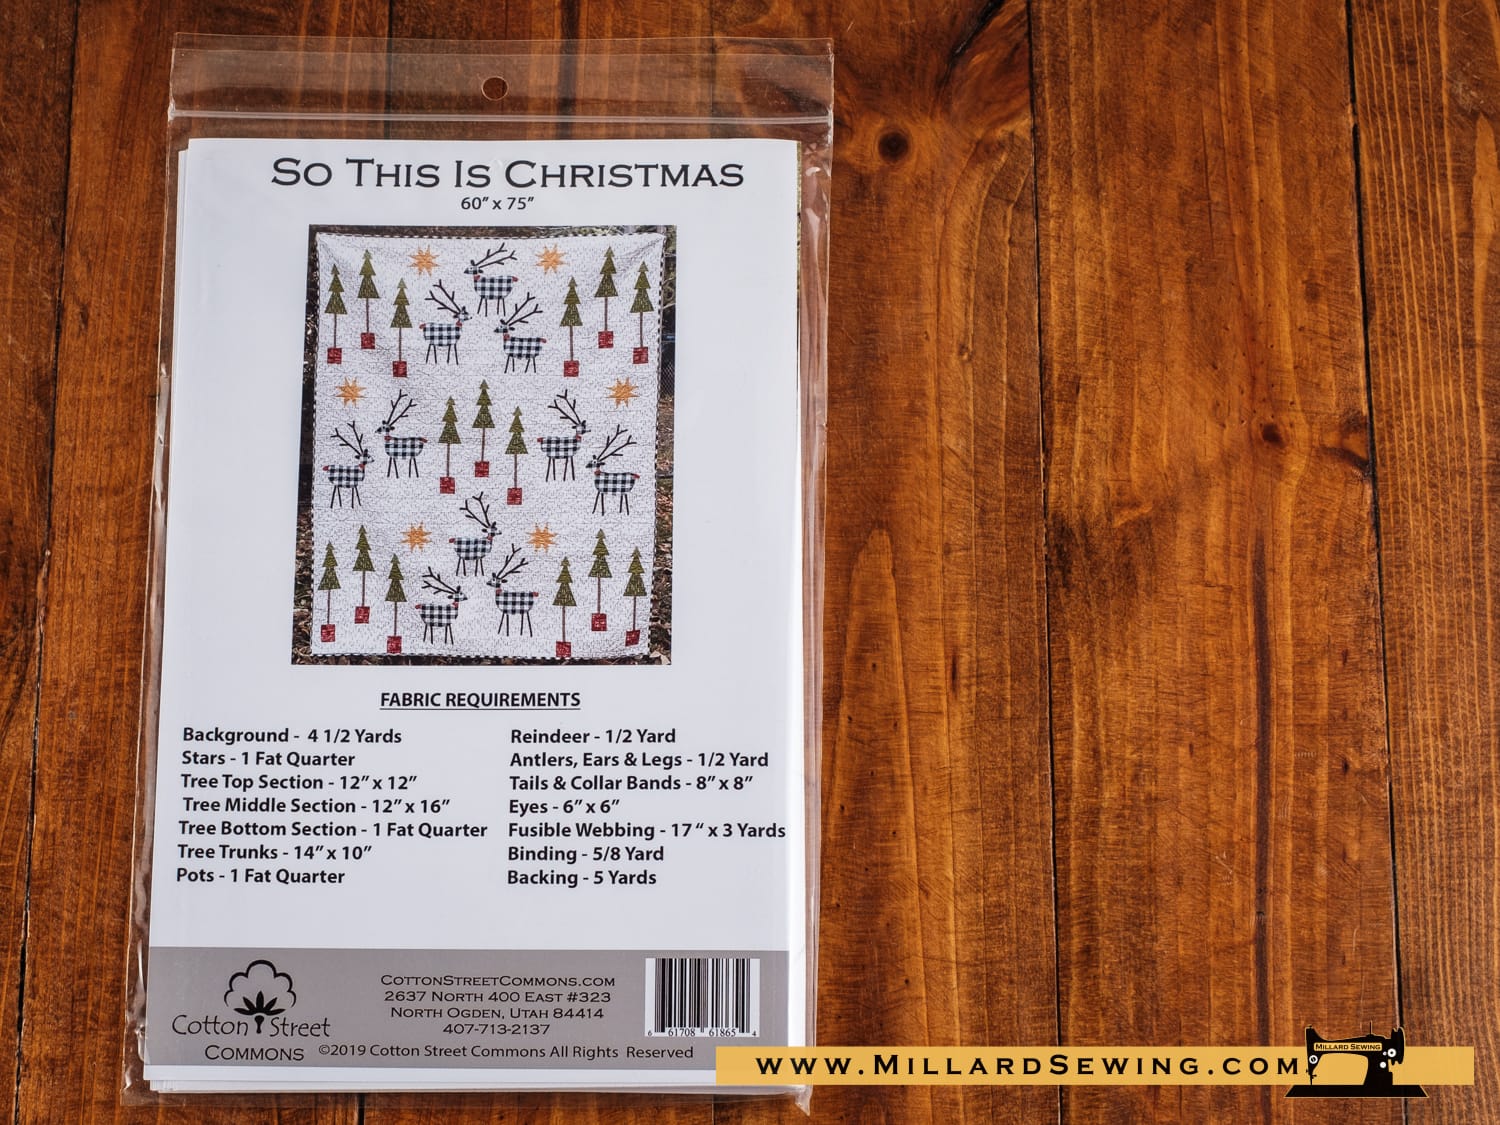 So This Is Christmas
60” x 75”
FABRIC REQUIREMENTS
Background - 4 1/2 Yards
Stars - 1 Fat Quarter
Tree Top Section - 12” x 12”
Tree Middle Section - 12” x 16”
Tree Bottom Section - 1 Fat Quarter
Tree Trunks - 14” x 10”
Pots - 1 Fat Quarter
Reindeer - 1/2 Yard
Antlers, Ears & Legs - 1/2 Yard
Tails & Collar Bands - 8” x 8”
Eyes - 6” x 6”
Fusible Webbing - 17 “ x 3 Yards
Binding - 5/8 Yard
Backing - 5 Yards
Cotton Street
Commons
CottonStreetCommons.com
2637 North 400 East #323
North Ogden, Utah 84414
407-713-2137
©2019 Cotton Street Commons All Rights Reserved
6 61708 61865 4
www.MillardSewing.com
Millard Sewing